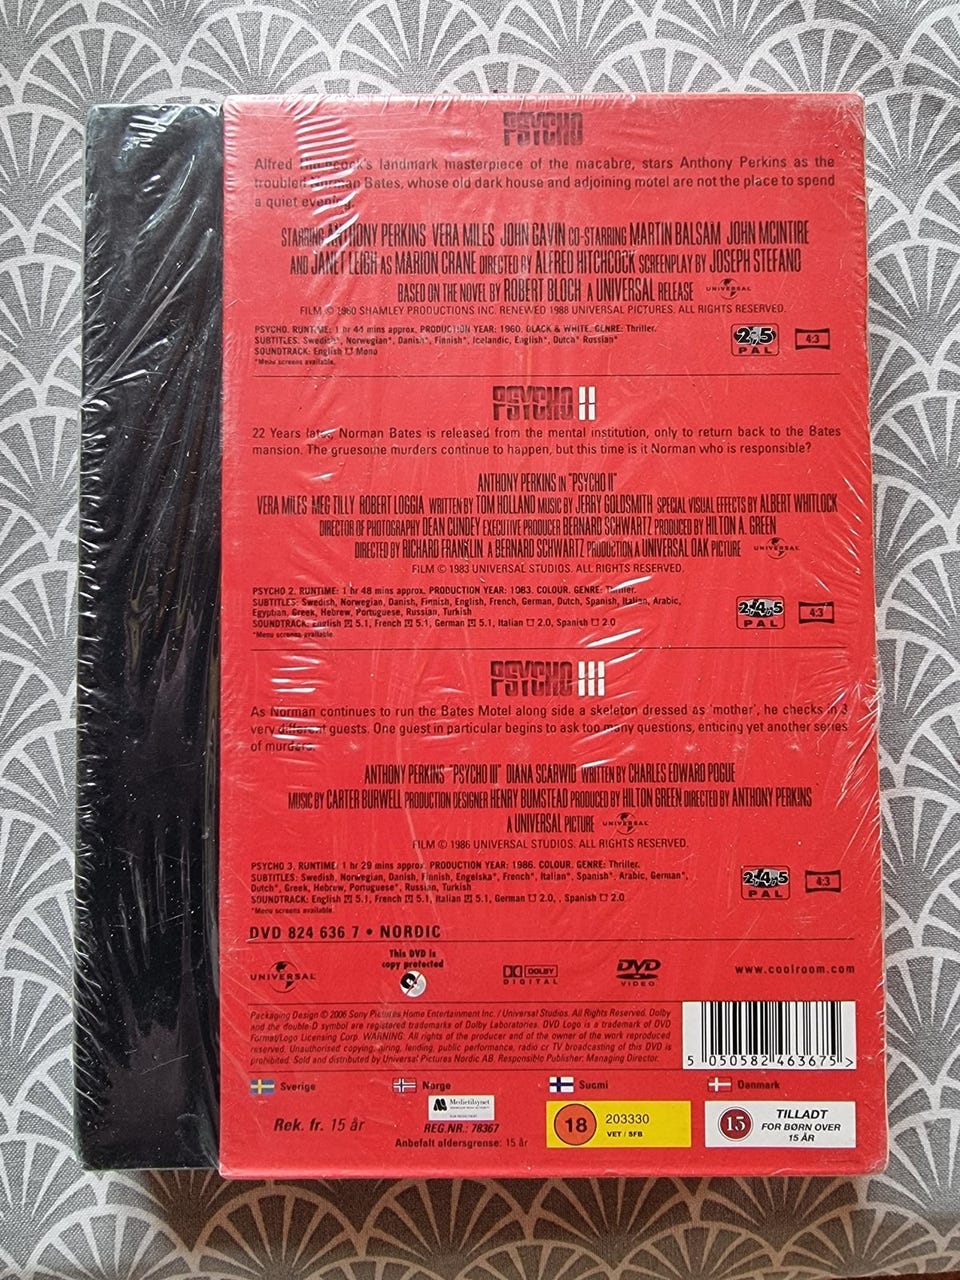 PSYCHO
Alfred Hitchcock's landmark masterpiece of the macabre, stars Anthony Perkins as the
troubled Norman Bates, whose old dark house and adjoining motel are not the place to spend
a quiet evening.
STARRING ANTHONY PERKINS VERA MILES JOHN GAVIN CO-STARRING MARTIN BALSAM JOHN MCINTIRE
AND JANET LEIGH AS MARION CRANE DIRECTED BY ALFRED HITCHCOCK SCREENPLAY BY JOSEPH STEFANO
BASED ON THE NOVEL BY ROBERT BLOCH A UNIVERSAL RELEASE UNIVERSAL
FILM © 1960 SHAMLEY PRODUCTIONS INC. RENEWED 1988 UNIVERSAL PICTURES. ALL RIGHTS RESERVED.
PSYCHO. RUNTIME: 1 hr 44 mins approx. PRODUCTION YEAR: 1960. BLACK & WHITE. GENRE: Thriller.
SUBTITLES: Swedish*, Norwegian*, Danish*, Finnish*, Icelandic, English*, Dutch* Russian*
SOUNDTRACK: English Mono
*Menu screens available.
2,5
PAL
4:3
PSYCHO II
22 Years later, Norman Bates is released from the mental institution, only to return back to the Bates
mansion. The gruesome murders continue to happen, but this time is it Norman who is responsible?
ANTHONY PERKINS IN "PSYCHO II"
VERA MILES MEG TILLY ROBERT LOGGIA WRITTEN BY TOM HOLLAND MUSIC BY JERRY GOLDSMITH SPECIAL VISUAL EFFECTS BY ALBERT WHITLOCK
DIRECTOR OF PHOTOGRAPHY DEAN CUNDEY EXECUTIVE PRODUCER BERNARD SCHWARTZ PRODUCED BY HILTON A. GREEN
DIRECTED BY RICHARD FRANKLIN A BERNARD SCHWARTZ PRODUCTION A UNIVERSAL OAK PICTURE UNIVERSAL
FILM © 1983 UNIVERSAL STUDIOS. ALL RIGHTS RESERVED.
PSYCHO 2. RUNTIME: 1 hr 48 mins approx. PRODUCTION YEAR: 1983. COLOUR. GENRE: Thriller.
SUBTITLES: Swedish, Norwegian, Danish, Finnish, English, French, German, Dutch, Spanish, Italian, Arabic,
Egyptian, Greek, Hebrew, Portuguese, Russian, Turkish
SOUNDTRACK: English 5.1, French 5.1, German 5.1, Italian 2.0, Spanish 2.0
*Menu screens available.
2,4,5
PAL
4:3
PSYCHO III
As Norman continues to run the Bates Motel along side a skeleton dressed as 'mother', he checks in 3
very different guests. One guest in particular begins to ask too many questions, enticing yet another series
of murders.
ANTHONY PERKINS "PSYCHO III" DIANA SCARWID WRITTEN BY CHARLES EDWARD POGUE
MUSIC BY CARTER BURWELL PRODUCTION DESIGNER HENRY BUMSTEAD PRODUCED BY HILTON GREEN DIRECTED BY ANTHONY PERKINS
A UNIVERSAL PICTURE UNIVERSAL
FILM © 1986 UNIVERSAL STUDIOS. ALL RIGHTS RESERVED.
PSYCHO 3. RUNTIME: 1 hr 29 mins approx. PRODUCTION YEAR: 1986. COLOUR. GENRE: Thriller.
SUBTITLES: Swedish, Norwegian, Danish, Finnish, Engelska*, French*, Italian*, Spanish*, Arabic, German*,
Dutch*, Greek, Hebrew, Portuguese*, Russian, Turkish
SOUNDTRACK: English 5.1, French 5.1, Italian 5.1, German 2.0, , Spanish 2.0
*Menu screens available.
2,4,5
PAL
4:3
DVD 824 636 7 • NORDIC
UNIVERSAL
This DVD is
copy protected
DOLBY
DIGITAL
DVD
VIDEO
www.coolroom.com
Packaging Design © 2006 Sony Pictures Home Entertainment Inc. / Universal Studios. All Rights Reserved. Dolby
and the double-D symbol are registered trademarks of Dolby Laboratories. DVD Logo is a trademark of DVD
Format/Logo Licensing Corp. WARNING: All rights of the producer and of the owner of the work reproduced
reserved. Unauthorised copying, hiring, lending, public performance, radio or TV broadcasting of this DVD is
prohibited. Sold and distributed by Universal Pictures Nordic AB, Responsible Publisher: Managing Director.
5 050582 463675 >
Sverige
Norge
Suomi
Danmark
Rek. fr. 15 år
Medietilsynet
REG.NR.: 78367
Anbefalt aldersgrense: 15 år
18
203330
VET / SFB
15
TILLADT
FOR BØRN OVER
15 ÅR